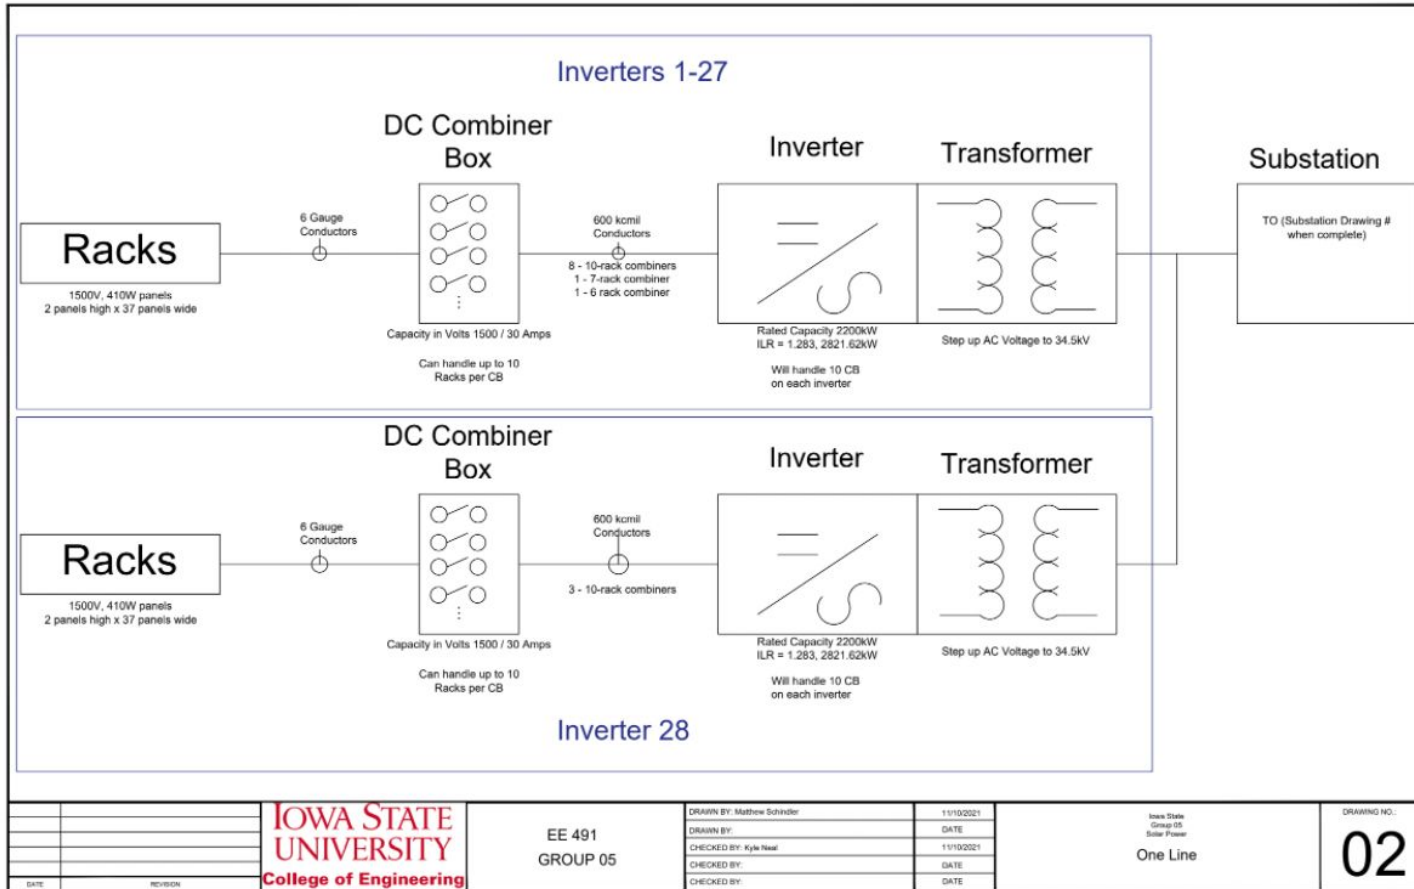 Inverters 1-27
DC Combiner
Box
Inverter
Transformer
Substation
6 Gauge
Conductors
600 kcmil
Conductors
TO (Substation Drawing #
when complete)
Racks
8 - 10-rack combiners
1 - 7-rack combiner
1 - 6 rack combiner
1500V, 410W panels
2 panels high x 37 panels wide
Capacity in Volts 1500 / 30 Amps
Can handle up to 10
Racks per CB
Rated Capacity 2200kW
ILR = 1.283, 2821.62kW
Will handle 10 CB
on each inverter
Step up AC Voltage to 34.5kV
DC Combiner
Box
Inverter
Transformer
6 Gauge
Conductors
600 kcmil
Conductors
Racks
3 - 10-rack combiners
1500V, 410W panels
2 panels high x 37 panels wide
Capacity in Volts 1500 / 30 Amps
Can handle up to 10
Racks per CB
Rated Capacity 2200kW
ILR = 1.283, 2821.62kW
Will handle 10 CB
on each inverter
Step up AC Voltage to 34.5kV
Inverter 28
DATE
REVISION
IOWA STATE
UNIVERSITY
College of Engineering
EE 491
GROUP 05
DRAWN BY: Matthew Schindler
11/10/2021
DRAWN BY:
DATE
CHECKED BY: Kyle Neal
11/10/2021
CHECKED BY:
DATE
CHECKED BY:
DATE
Iowa State
Group 05
Solar Power
One Line
DRAWING NO.:
02